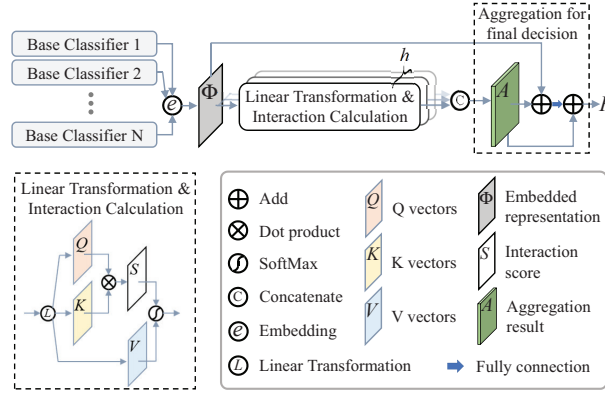 Base Classifier 1
Base Classifier 2
Base Classifier N
e
Φ
h
Linear Transformation &
Interaction Calculation
C
Aggregation for
final decision
A
Linear Transformation &
Interaction Calculation
Q
K
V
S
L
Add
Dot product
SoftMax
C Concatenate
e Embedding
L Linear Transformation
Q Q vectors
K K vectors
V V vectors
Φ Embedded
representation
S Interaction
score
A Aggregation
result
Fully connection